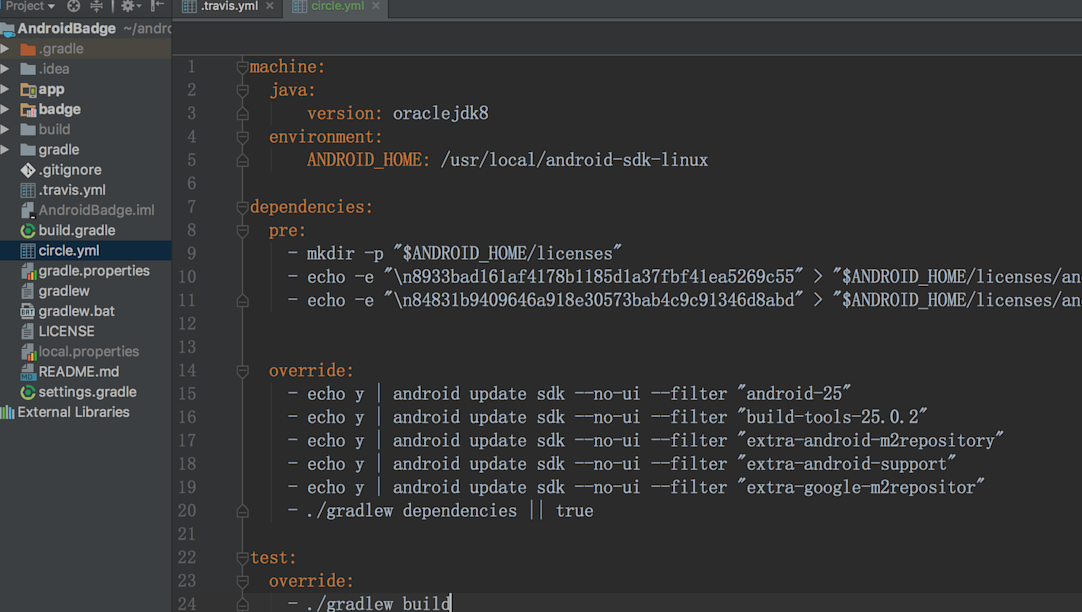 Project
.travis.yml
circle.yml
AndroidBadge ~/andro
.gradle
.idea
app
badge
build
gradle
.gitignore
.travis.yml
AndroidBadge.iml
build.gradle
circle.yml
gradle.properties
gradlew
gradlew.bat
LICENSE
local.properties
README.md
settings.gradle
External Libraries
1 machine:
2 java:
3 version: oraclejdk8
4 environment:
5 ANDROID_HOME: /usr/local/android-sdk-linux
6
7 dependencies:
8 pre:
9 - mkdir -p "$ANDROID_HOME/licenses"
10 - echo -e "\n8933bad161af4178b1185d1a37fbf41ea5269c55" > "$ANDROID_HOME/licenses/an
11 - echo -e "\n84831b9409646a918e30573bab4c9c91346d8abd" > "$ANDROID_HOME/licenses/an
12
13
14 override:
15 - echo y | android update sdk --no-ui --filter "android-25"
16 - echo y | android update sdk --no-ui --filter "build-tools-25.0.2"
17 - echo y | android update sdk --no-ui --filter "extra-android-m2repository"
18 - echo y | android update sdk --no-ui --filter "extra-android-support"
19 - echo y | android update sdk --no-ui --filter "extra-google-m2repositor"
20 - ./gradlew dependencies || true
21
22 test:
23 override:
24 - ./gradlew build